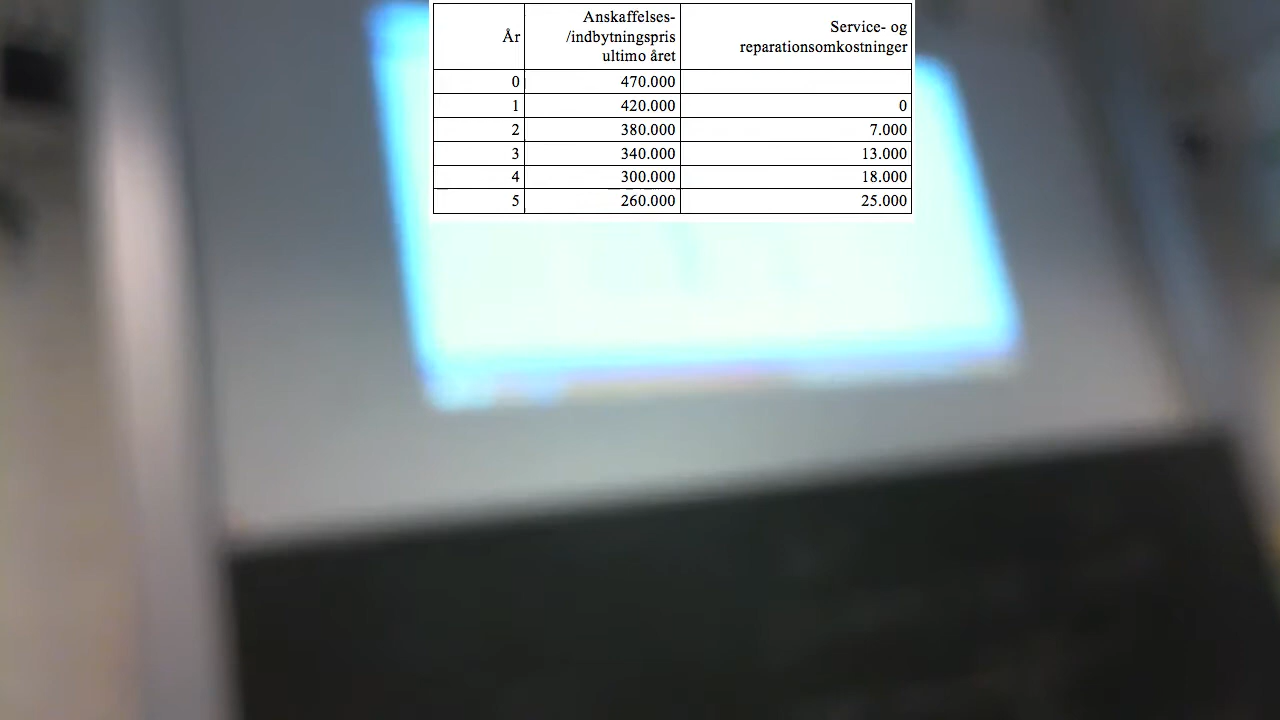 År
Anskaffelses-
/indbytningspris
ultimo året
Service- og
reparationsomkostninger
0 470.000
1 420.000 0
2 380.000 7.000
3 340.000 13.000
4 300.000 18.000
5 260.000 25.000